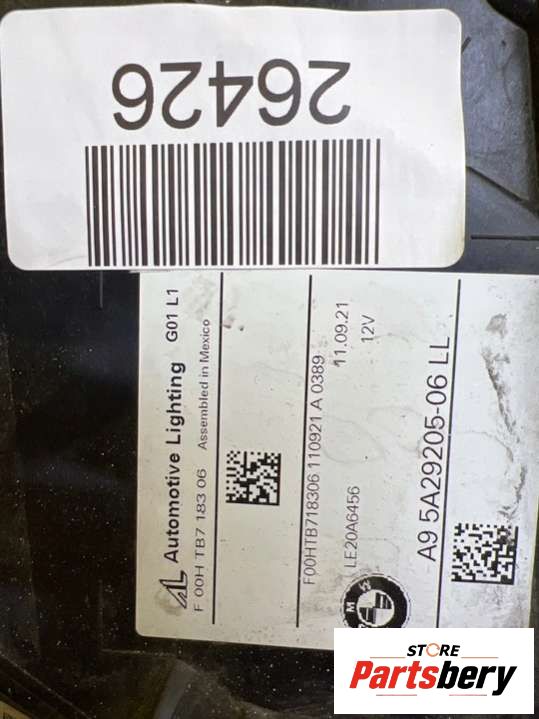 26426
Automotive Lighting G01 L1
F 00H TB7 183 06 Assembled in Mexico
F00HTB718306 110921 A 0389
LE20A6456 11.09.21
12V
BMW
A9 5A29205-06 LL
STORE
Partsbery